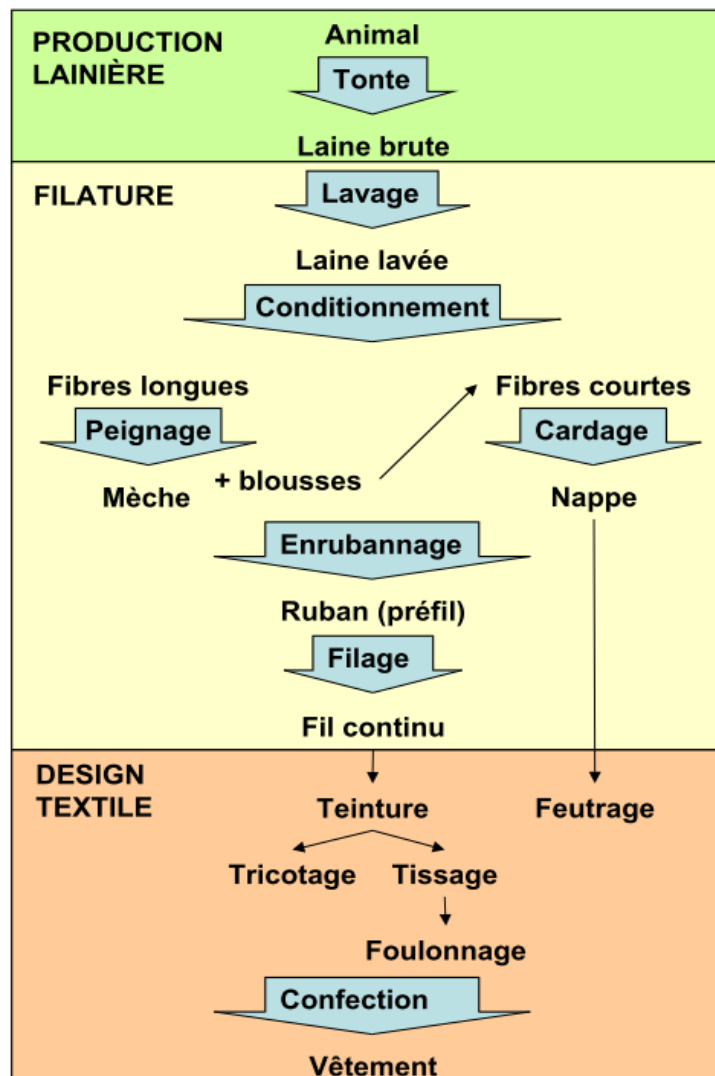 PRODUCTION
LAINIÈRE
Animal
Tonte
Laine brute
FILATURE
Lavage
Laine lavée
Conditionnement
Fibres longues
Fibres courtes
Peignage
Cardage
Mèche
+ blousses
Nappe
Enrubannage
Ruban (préfil)
Filage
Fil continu
DESIGN
TEXTILE
Teinture
Feutrage
Tricotage
Tissage
Foulonnage
Confection
Vêtement